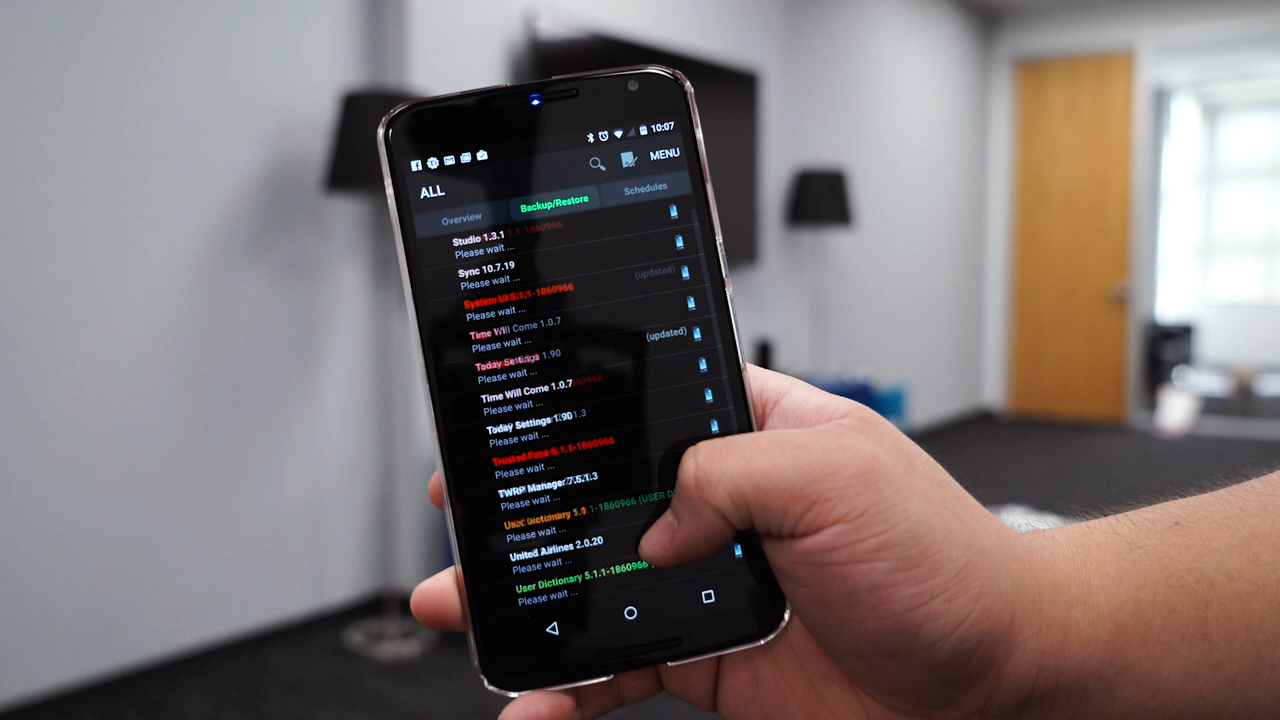 10:07
MENU
ALL
Overview
Backup/Restore
Schedules
Studio 1.3.1 1.1-1860966
Please wait ...
Sync 10.7.19
Please wait ...
System UI 5.1.1-1860966 (updated)
Please wait ...
Time Will Come 1.0.7
Please wait ...
(updated)
Today Settings 1.90
Please wait ...
Time Will Come 1.0.7
Please wait ...
Today Settings 1.90
Please wait ...
Trusted Face 5.1.1-1860966
Please wait ...
TWRP Manager 7.5.1.3
Please wait ...
User Dictionary 5.1.1-1860966 (USER
Please wait ...
United Airlines 2.0.20
Please wait ...
User Dictionary 5.1.1-1860966
Please wait ...